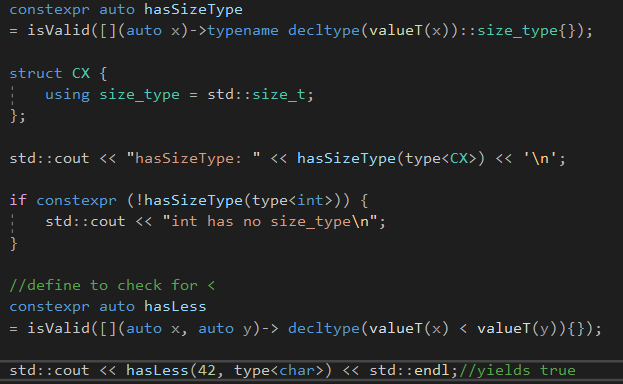 constexpr auto hasSizeType
= isValid([](auto x)->typename decltype(valueT(x))::size_type{});
struct CX {
using size_type = std::size_t;
};
std::cout << "hasSizeType: " << hasSizeType(type<CX>) << '\n';
if constexpr (!hasSizeType(type<int>)) {
std::cout << "int has no size_type\n";
}
//define to check for <
constexpr auto hasLess
= isValid([](auto x, auto y)-> decltype(valueT(x) < valueT(y)){});
std::cout << hasLess(42, type<char>) << std::endl;//yields true